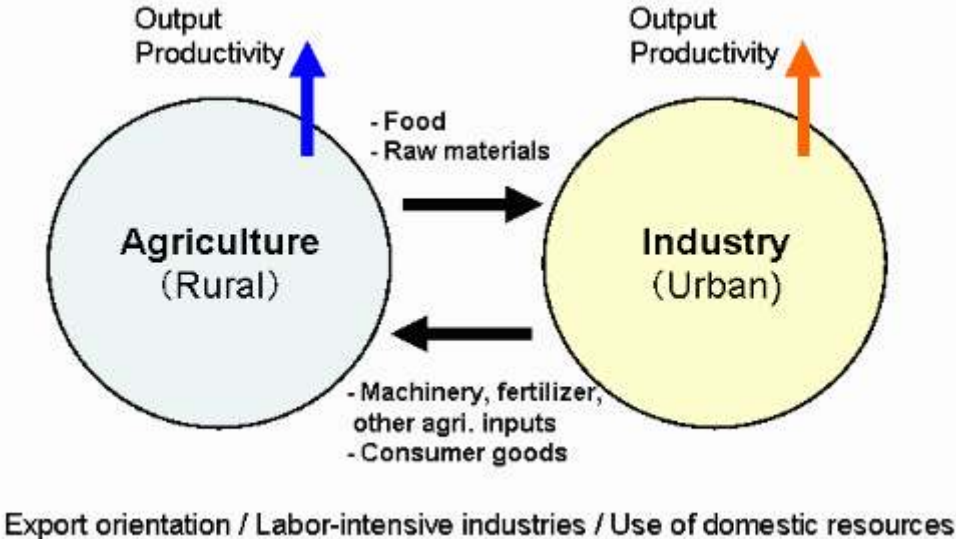 Output
Productivity
Output
Productivity
- Food
- Raw materials
Agriculture
（Rural）
Industry
（Urban)
- Machinery, fertilizer,
other agri. inputs
- Consumer goods
Export orientation / Labor-intensive industries / Use of domestic resources